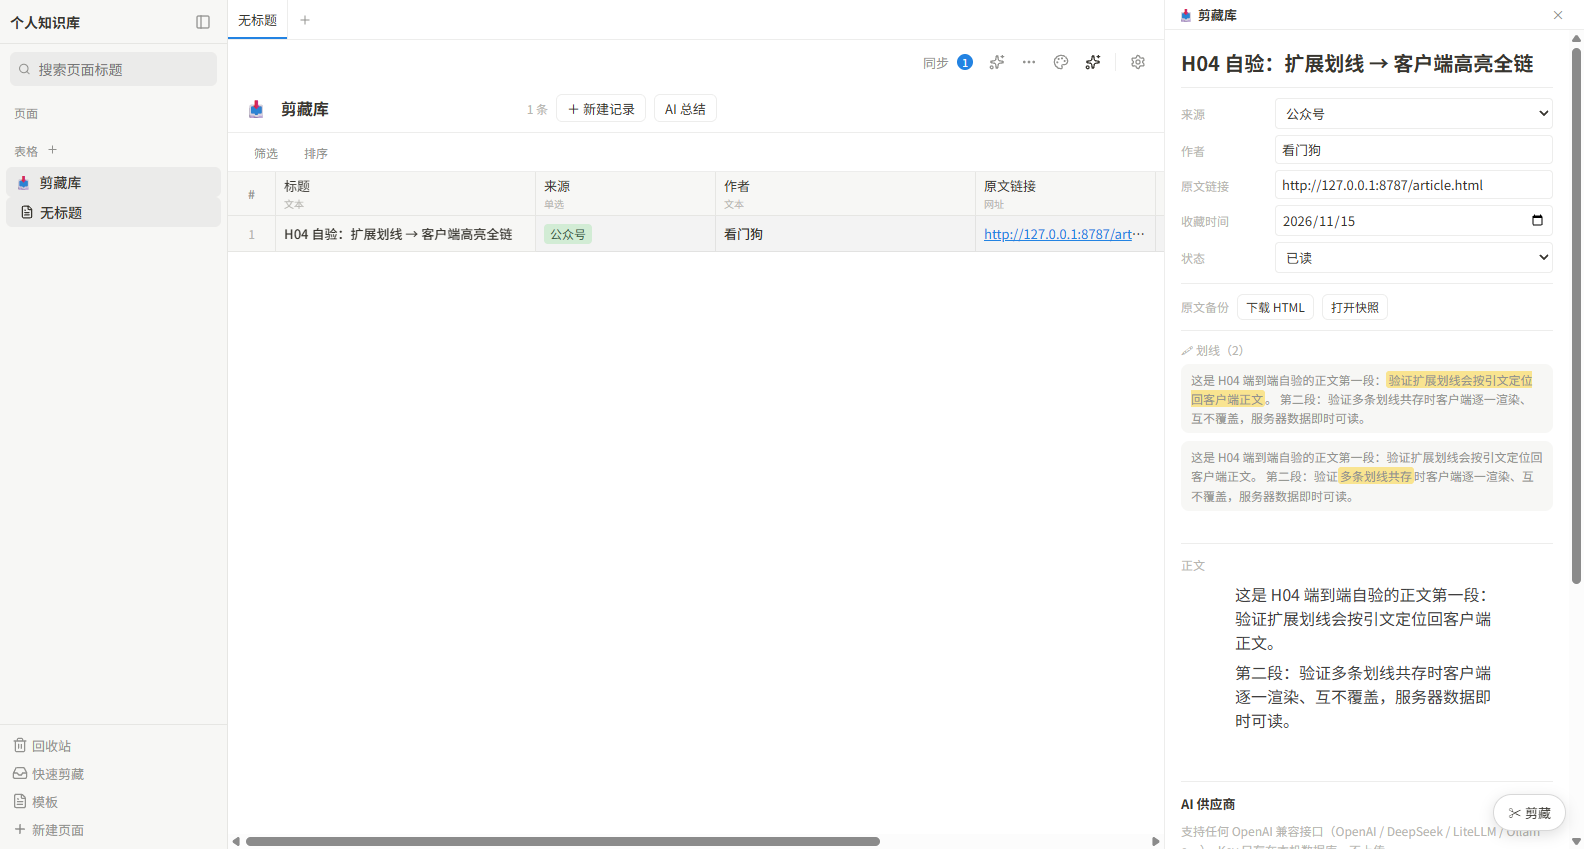 个人知识库
搜索页面标题
页面
表格
剪藏库
无标题
回收站
快速剪藏
模板
新建页面
无标题
同步 1
剪藏库
1 条
新建记录
AI 总结
筛选 排序
# 标题 文本 来源 单选 作者 文本 原文链接 网址
1 H04 自验：扩展划线 → 客户端高亮全链 公众号 看门狗 http://127.0.0.1:8787/art…
剪藏库
H04 自验：扩展划线 → 客户端高亮全链
来源 公众号
作者 看门狗
原文链接 http://127.0.0.1:8787/article.html
收藏时间 2026/11/15
状态 已读
原文备份 下载 HTML 打开快照
划线（2）
这是 H04 端到端自验的正文第一段：验证扩展划线会按引文定位
回客户端正文。 第二段：验证多条划线共存时客户端逐一渲染、
互不覆盖，服务器数据即时可读。
这是 H04 端到端自验的正文第一段：验证扩展划线会按引文定位回
客户端正文。 第二段：验证多条划线共存时客户端逐一渲染、互
不覆盖，服务器数据即时可读。
正文
这是 H04 端到端自验的正文第一段：
验证扩展划线会按引文定位回客户端
正文。
第二段：验证多条划线共存时客户端
逐一渲染、互不覆盖，服务器数据即
时可读。
AI 供应商
剪藏
支持任何 OpenAI 兼容接口（OpenAI / DeepSeek / LiteLLM /